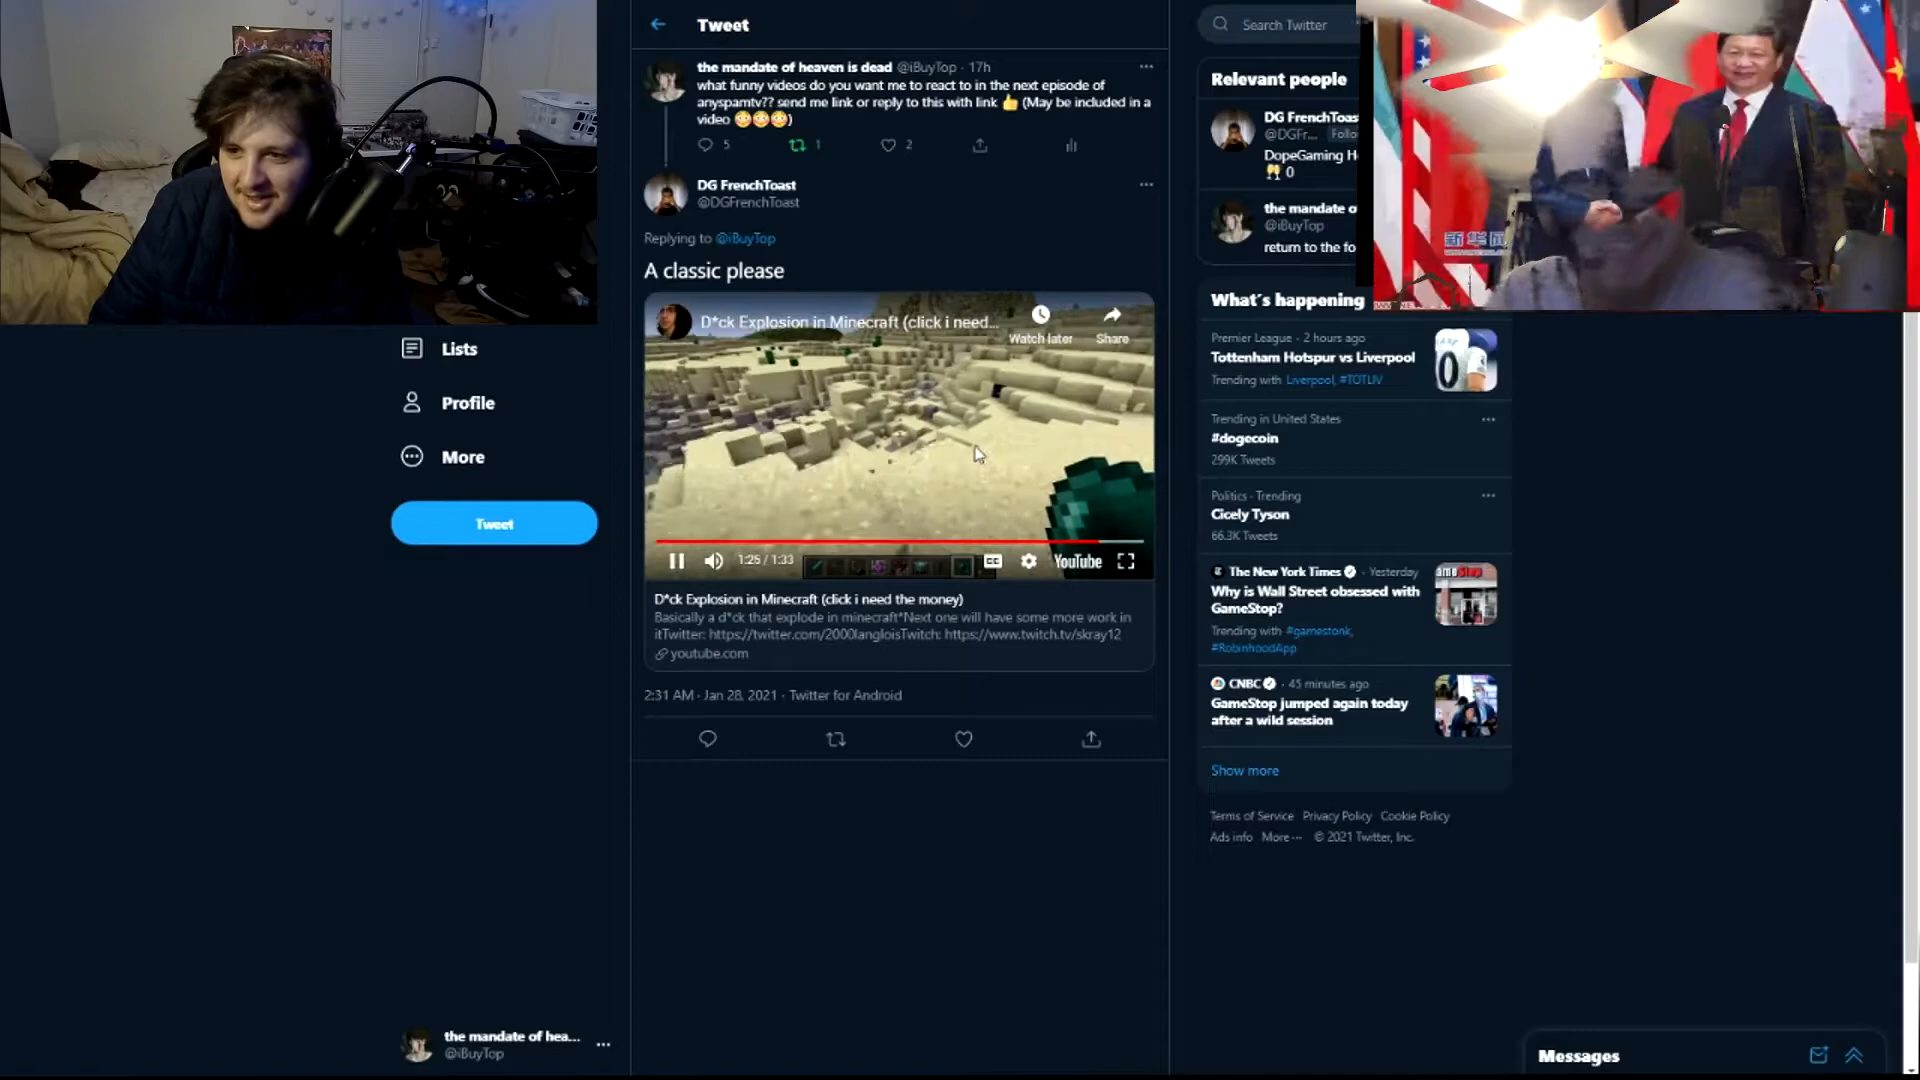 Tweet
the mandate of heaven is dead @iBuyTop · 17h
what funny videos do you want me to react to in the next episode of
anyspamtv?? send me link or reply to this with link 👍 (May be included in a
video 😳😳😳)
5
1
2
DG FrenchToast
@DGFrenchToast
Replying to @iBuyTop
A classic please
D*ck Explosion in Minecraft (click i need...
Watch later
Share
1:25 / 1:33
CC
YouTube
D*ck Explosion in Minecraft (click i need the money)
Basically a d*ck that explode in minecraft*Next one will have some more work in
itTwitter: https://twitter.com/2000langloisTwitch: https://www.twitch.tv/skray12
youtube.com
2:31 AM · Jan 28, 2021 · Twitter for Android
Lists
Profile
More
Tweet
the mandate of hea...
@iBuyTop
Search Twitter
Relevant people
DG FrenchToas
@DGFr...
Follo
DopeGaming H
🥂 0
the mandate o
@iBuyTop
return to the fo
新华网
What's happening
Premier League · 2 hours ago
Tottenham Hotspur vs Liverpool
Trending with Liverpool, #TOTLIV
Trending in United States
#dogecoin
299K Tweets
Politics · Trending
Cicely Tyson
66.3K Tweets
The New York Times · Yesterday
Why is Wall Street obsessed with
GameStop?
Trending with #gamestonk,
#RobinhoodApp
CNBC · 45 minutes ago
GameStop jumped again today
after a wild session
Show more
Terms of Service Privacy Policy Cookie Policy
Ads info More ··· © 2021 Twitter, Inc.
Messages